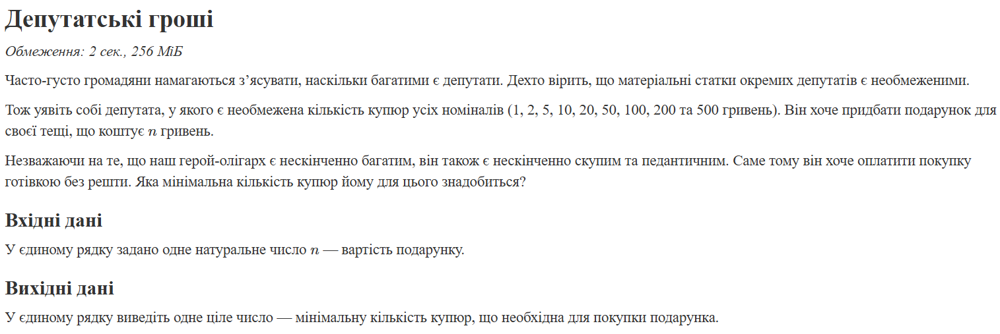 Депутатські гроші
Обмеження: 2 сек., 256 МіБ
Часто-густо громадяни намагаються з’ясувати, наскільки багатими є депутати. Дехто вірить, що матеріальні статки окремих депутатів є необмеженими.
Тож уявіть собі депутата, у якого є необмежена кількість купюр усіх номіналів (1, 2, 5, 10, 20, 50, 100, 200 та 500 гривень). Він хоче придбати подарунок для
своєї тещі, що коштує n гривень.
Незважаючи на те, що наш герой-олігарх є нескінченно багатим, він також є нескінченно скупим та педантичним. Саме тому він хоче оплатити покупку
готівкою без решти. Яка мінімальна кількість купюр йому для цього знадобиться?
Вхідні дані
У єдиному рядку задано одне натуральне число n — вартість подарунку.
Вихідні дані
У єдиному рядку виведіть одне ціле число — мінімальну кількість купюр, що необхідна для покупки подарунка.